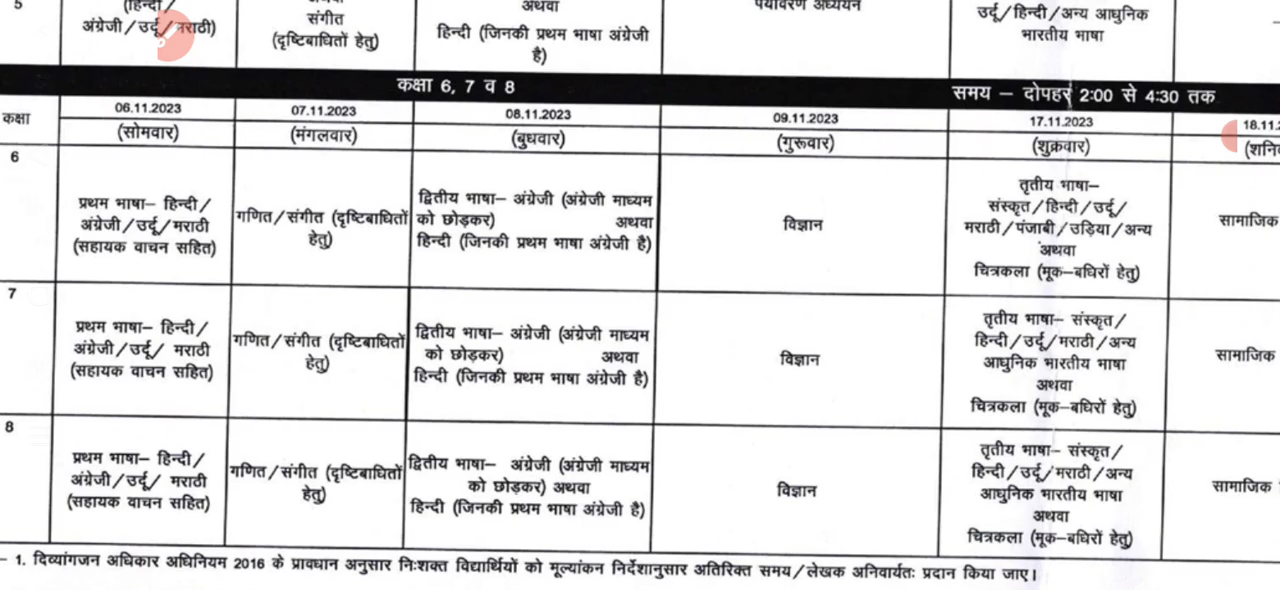 5
(हिन्दी/
अंग्रेजी/उर्दू/मराठी)
अथवा
संगीत
(दृष्टिबाधितों हेतु)
अथवा
हिन्दी (जिनकी प्रथम भाषा अंग्रेजी
है)
पर्यावरण अध्ययन
उर्दू/हिन्दी/अन्य आधुनिक
भारतीय भाषा
कक्षा 6, 7 व 8
समय – दोपहर 2:00 से 4:30 तक
कक्षा
06.11.2023
(सोमवार)
07.11.2023
(मंगलवार)
08.11.2023
(बुधवार)
09.11.2023
(गुरूवार)
17.11.2023
(शुक्रवार)
18.11.
6
प्रथम भाषा– हिन्दी/
अंग्रेजी/उर्दू/मराठी
(सहायक वाचन सहित)
गणित/संगीत (दृष्टिबाधितों
हेतु)
द्वितीय भाषा– अंग्रेजी (अंग्रेजी माध्यम
को छोड़कर) अथवा
हिन्दी (जिनकी प्रथम भाषा अंग्रेजी है)
विज्ञान
तृतीय भाषा–
संस्कृत/हिन्दी/उर्दू/
मराठी/पंजाबी/उड़िया/अन्य
अथवा
चित्रकला (मूक–बधिरों हेतु)
सामाजिक
7
प्रथम भाषा– हिन्दी/
अंग्रेजी/उर्दू/ मराठी
(सहायक वाचन सहित)
गणित/संगीत (दृष्टिबाधितों
हेतु)
द्वितीय भाषा– अंग्रेजी (अंग्रेजी माध्यम
को छोड़कर) अथवा
हिन्दी (जिनकी प्रथम भाषा अंग्रेजी है)
विज्ञान
तृतीय भाषा– संस्कृत/
हिन्दी/उर्दू/मराठी/अन्य
आधुनिक भारतीय भाषा
अथवा
चित्रकला (मूक–बधिरों हेतु)
सामाजिक
8
प्रथम भाषा– हिन्दी/
अंग्रेजी/उर्दू/ मराठी
(सहायक वाचन सहित)
गणित/संगीत (दृष्टिबाधितों
हेतु)
द्वितीय भाषा– अंग्रेजी (अंग्रेजी माध्यम
को छोड़कर) अथवा
हिन्दी (जिनकी प्रथम भाषा अंग्रेजी है)
विज्ञान
तृतीय भाषा– संस्कृत/
हिन्दी/उर्दू/मराठी/अन्य
आधुनिक भारतीय भाषा
अथवा
चित्रकला (मूक–बधिरों हेतु)
सामाजिक
– 1. दिव्यांगजन अधिकार अधिनियम 2016 के प्रावधान अनुसार निःशक्त विद्यार्थियों को मूल्यांकन निर्देशानुसार अतिरिक्त समय/लेखक अनिवार्यतः प्रदान किया जाए।